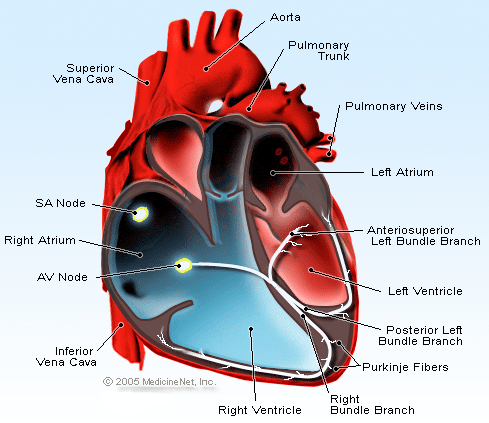 Aorta
Pulmonary
Trunk
Superior
Vena Cava
Pulmonary Veins
Left Atrium
SA Node
Anteriosuperior
Left Bundle Branch
Right Atrium
AV Node
Left Ventricle
Posterior Left
Bundle Branch
Inferior
Vena Cava
Purkinje Fibers
© 2005 MedicineNet, Inc.
Right Ventricle
Right
Bundle Branch